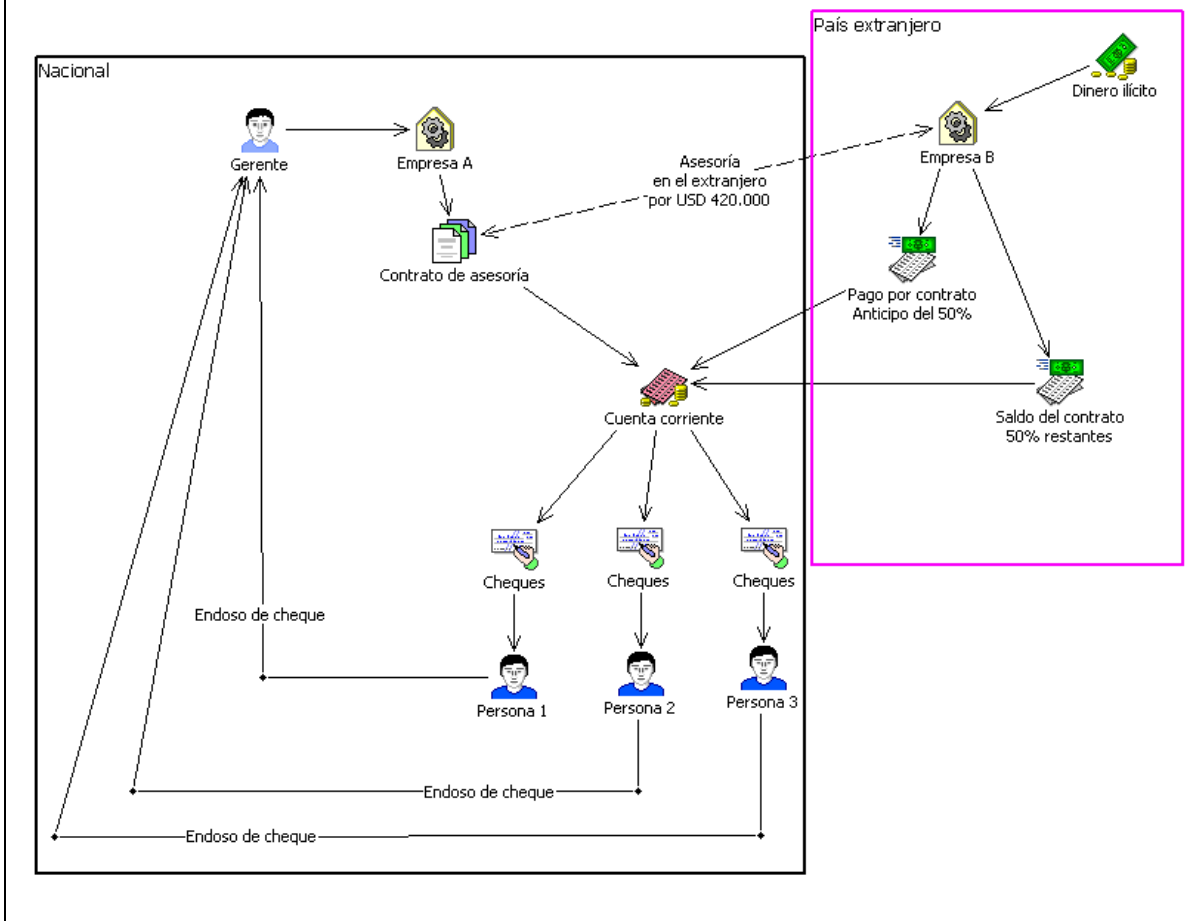 País extranjero
Nacional
Dinero ilícito
Gerente
Empresa A
Empresa B
Asesoría
en el extranjero
por USD 420.000
Contrato de asesoría
Pago por contrato
Anticipo del 50%
Cuenta corriente
Saldo del contrato
50% restantes
Cheques
Cheques
Cheques
Endoso de cheque
Persona 1
Persona 2
Persona 3
Endoso de cheque
Endoso de cheque